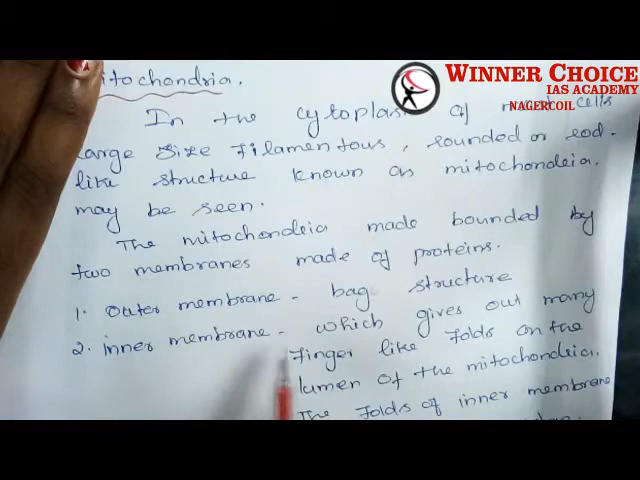 WINNER CHOICE
IAS ACADEMY
NAGERCOIL
itochondria.
In the cytoplas of most cells
Large size filamentous, rounded or rod-
like structure known as mitochondria.
may be seen.
The mitochondria made bounded by
two membranes made of proteins.
1. outer membrane - bag structure
2. inner membrane - which gives out many
finger like folds on the
lumen of the mitochondria.
The folds of inner membrane